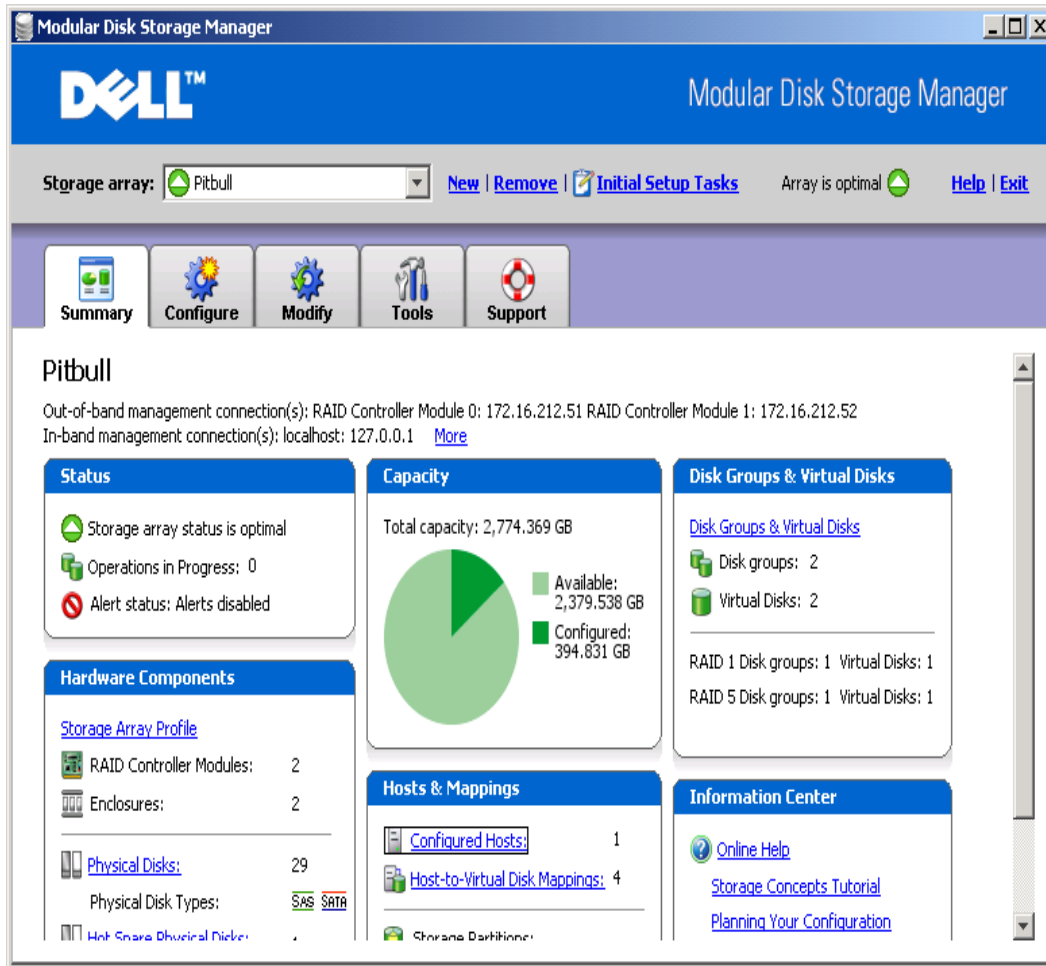 Modular Disk Storage Manager
DELL™
Modular Disk Storage Manager
Storage array: Pitbull New | Remove | Initial Setup Tasks Array is optimal Help | Exit
Summary Configure Modify Tools Support
Pitbull
Out-of-band management connection(s): RAID Controller Module 0: 172.16.212.51 RAID Controller Module 1: 172.16.212.52
In-band management connection(s): localhost: 127.0.0.1 More
Status
Storage array status is optimal
Operations in Progress: 0
Alert status: Alerts disabled
Hardware Components
Storage Array Profile
RAID Controller Modules: 2
Enclosures: 2
Physical Disks: 29
Physical Disk Types: SAS SATA
Hot Spare Physical Disks:
Capacity
Total capacity: 2,774.369 GB
Available:
2,379.538 GB
Configured:
394.831 GB
Hosts & Mappings
Configured Hosts: 1
Host-to-Virtual Disk Mappings: 4
Storage Partitions:
Disk Groups & Virtual Disks
Disk Groups & Virtual Disks
Disk groups: 2
Virtual Disks: 2
RAID 1 Disk groups: 1 Virtual Disks: 1
RAID 5 Disk groups: 1 Virtual Disks: 1
Information Center
Online Help
Storage Concepts Tutorial
Planning Your Configuration